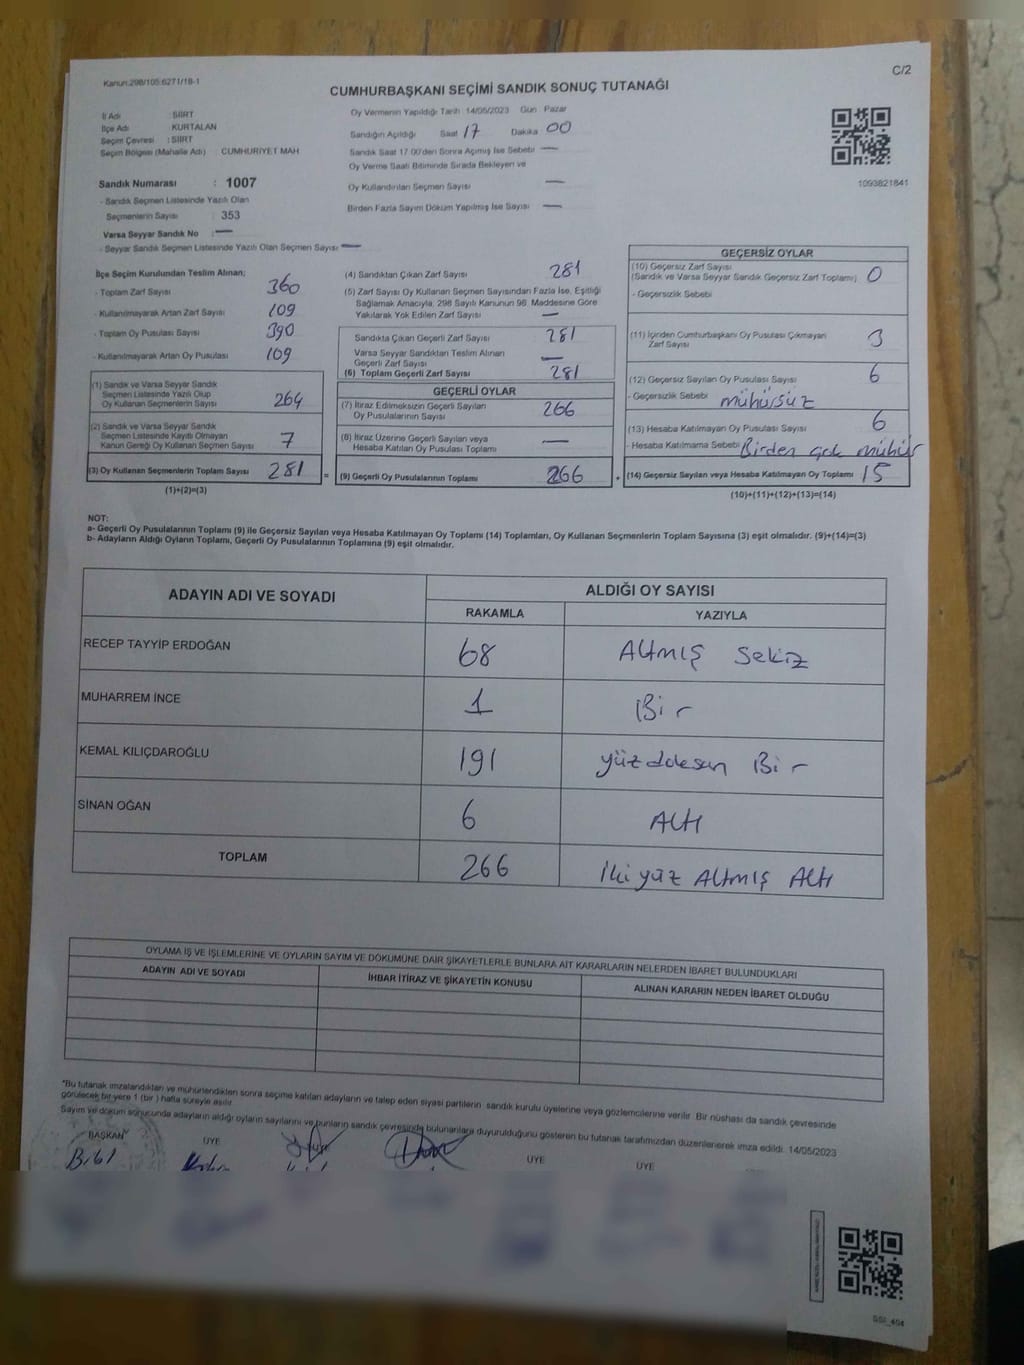 Kanun:298/105 6271/18-1
C/2
CUMHURBAŞKANI SEÇİMİ SANDIK SONUÇ TUTANAĞI
İl Adı SİİRT
İlçe Adı KURTALAN
Seçim Çevresi : SİİRT
Seçim Bölgesi (Mahalle Adı) CUMHURİYET MAH
Sandık Numarası : 1007
- Sandık Seçmen Listesinde Yazılı Olan
Seçmenlerin Sayısı : 353
Varsa Seyyar Sandık No : —
- Seyyar Sandık Seçmen Listesinde Yazılı Olan Seçmen Sayısı —
Oy Vermenin Yapıldığı Tarih 14/05/2023 Gün Pazar
Sandığın Açıldığı Saat 17 Dakika 00
Sandık Saat 17:00'den Sonra Açmış İse Sebebi —
Oy Verme Saati Bitiminde Sırada Bekleyen ve
Oy Kullandırılan Seçmen Sayısı —
Birden Fazla Sayım Döküm Yapılmış İse Sayısı —
1093821841
İlçe Seçim Kurulundan Teslim Alınan;
- Toplam Zarf Sayısı 360
- Kullanılmayarak Artan Zarf Sayısı 109
- Toplam Oy Pusulası Sayısı 390
- Kullanılmayarak Artan Oy Pusulası 109
(1) Sandık ve Varsa Seyyar Sandık
Seçmen Listesinde Yazılı Olup
Oy Kullanan Seçmenlerin Sayısı 264
(2) Sandık ve Varsa Seyyar Sandık
Seçmen Listesinde Kayıtlı Olmayan
Kanun Gereği Oy Kullanan Seçmen Sayısı 7
(3) Oy Kullanan Seçmenlerin Toplam Sayısı 281 =
(1)+(2)=(3)
(4) Sandıktan Çıkan Zarf Sayısı 281
(5) Zarf Sayısı Oy Kullanan Seçmen Sayısından Fazla İse, Eşitliği
Sağlamak Amacıyla, 298 Sayılı Kanunun 98. Maddesine Göre
Yakılarak Yok Edilen Zarf Sayısı —
Sandıkta Çıkan Geçerli Zarf Sayısı 281
Varsa Seyyar Sandıktan Teslim Alınan
Geçerli Zarf Sayısı —
(6) Toplam Geçerli Zarf Sayısı 281
GEÇERLİ OYLAR
(7) İtiraz Edilmeksizin Geçerli Sayılan
Oy Pusulalarının Sayısı 266
(8) İtiraz Üzerine Geçerli Sayılan veya
Hesaba Katılan Oy Pusulası Toplamı —
(9) Geçerli Oy Pusulalarının Toplamı 266 +
GEÇERSİZ OYLAR
(10) Geçersiz Zarf Sayısı
(Sandık ve Varsa Seyyar Sandık Geçersiz Zarf Toplamı) 0
- Geçersizlik Sebebi
(11) İçinden Cumhurbaşkanı Oy Pusulası Çıkmayan
Zarf Sayısı 3
(12) Geçersiz Sayılan Oy Pusulası Sayısı 6
- Geçersizlik Sebebi mühürsüz
(13) Hesaba Katılmayan Oy Pusulası Sayısı 6
- Hesaba Katılmama Sebebi Birden çok mühür
(14) Geçersiz Sayılan veya Hesaba Katılmayan Oy Toplamı 15
(10)+(11)+(12)+(13)=(14)
NOT:
a- Geçerli Oy Pusulalarının Toplamı (9) ile Geçersiz Sayılan veya Hesaba Katılmayan Oy Toplamı (14) Toplamları, Oy Kullanan Seçmenlerin Toplam Sayısına (3) eşit olmalıdır. (9)+(14)=(3)
b- Adayların Aldığı Oyların Toplamı, Geçerli Oy Pusulalarının Toplamına (9) eşit olmalıdır.
ADAYIN ADI VE SOYADI
ALDIĞI OY SAYISI
RAKAMLA YAZIYLA
RECEP TAYYİP ERDOĞAN 68 Altmış Sekiz
MUHARREM İNCE 1 Bir
KEMAL KILIÇDAROĞLU 191 yüzdoksan Bir
SİNAN OĞAN 6 Altı
TOPLAM 266 İkiyüz Altmış Altı
OYLAMA İŞ VE İŞLEMLERİNE VE OYLARIN SAYIM VE DÖKÜMÜNE DAİR ŞİKAYETLERLE BUNLARA AİT KARARLARIN NELERDEN İBARET BULUNDUKLARI
ADAYIN ADI VE SOYADI İHBAR İTİRAZ VE ŞİKAYETİN KONUSU ALINAN KARARIN NEDEN İBARET OLDUĞU
"Bu tutanak imzalandıktan ve mühürlendikten sonra seçime katılan adayların ve talep eden siyasi partilerin sandık kurulu üyelerine veya gözlemcilerine verilir. Bir nüshası da sandık çevresinde
görülecek bir yere 1 (bir) hafta süreyle asılır.
Sayım ve döküm sonucunda adayların aldığı oyların sayılarını ve bunların sandık çevresinde bulunanlara duyurulduğunu gösteren bu tutanak tarafımızdan düzenlenerek imza edildi. 14/05/2023
BAŞKAN ÜYE ÜYE ÜYE